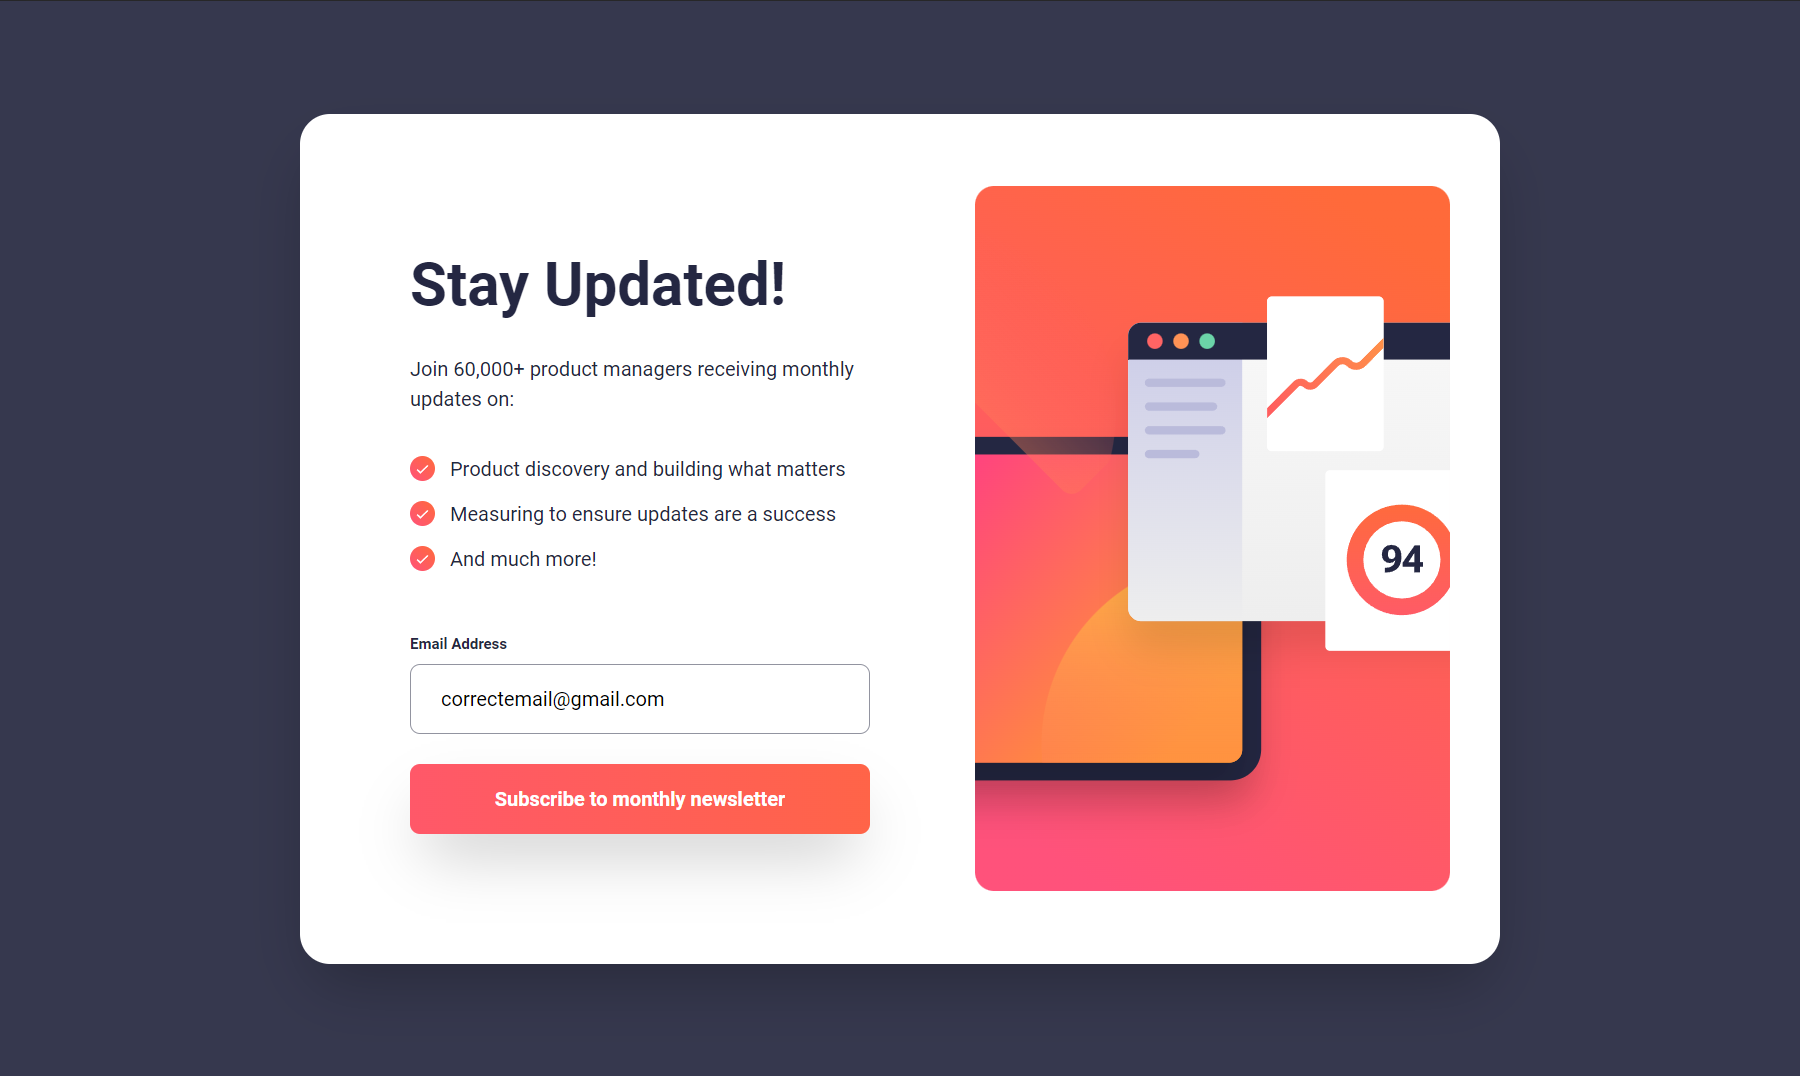 Stay Updated!
Join 60,000+ product managers receiving monthly
updates on:
Product discovery and building what matters
Measuring to ensure updates are a success
And much more!
Email Address
correctemail@gmail.com
Subscribe to monthly newsletter
94